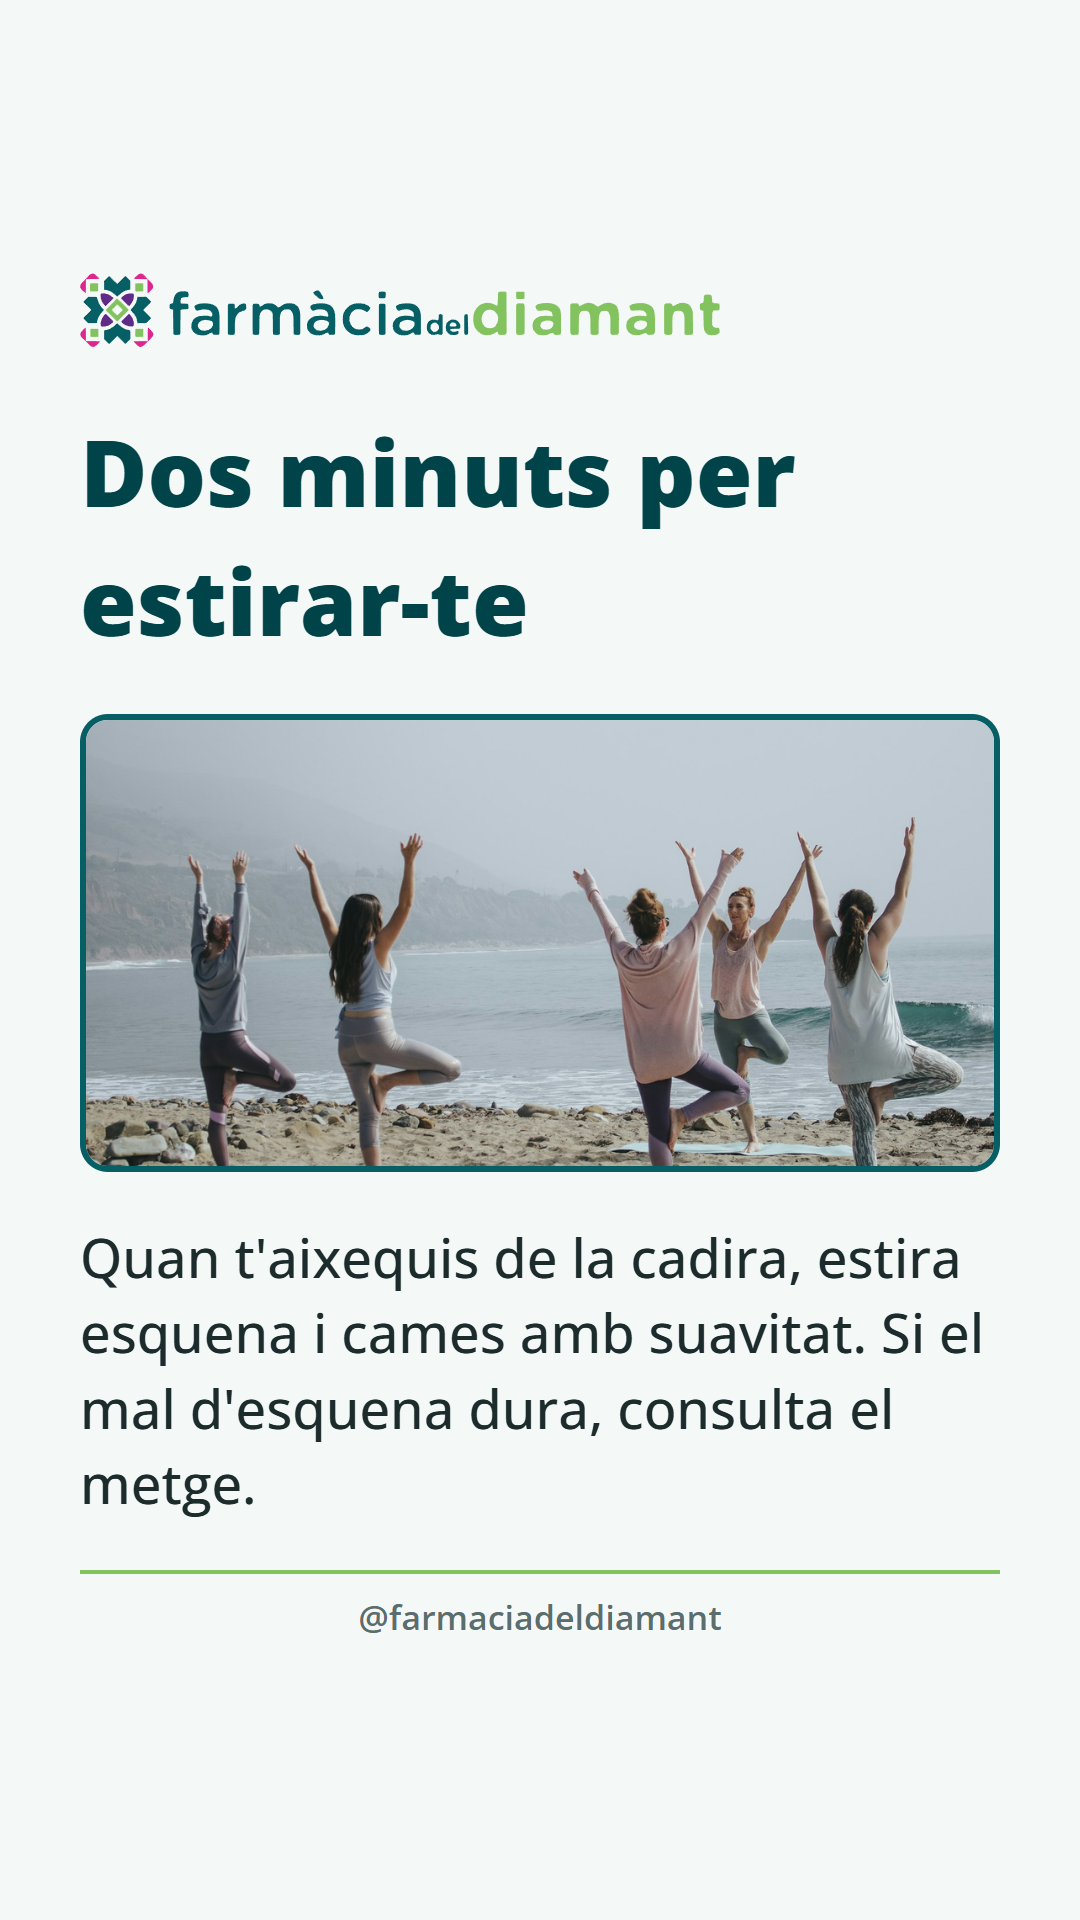 farmàciadeldiamant
Dos minuts per
estirar-te
Quan t'aixequis de la cadira, estira
esquena i cames amb suavitat. Si el
mal d'esquena dura, consulta el
metge.
@farmaciadeldiamant